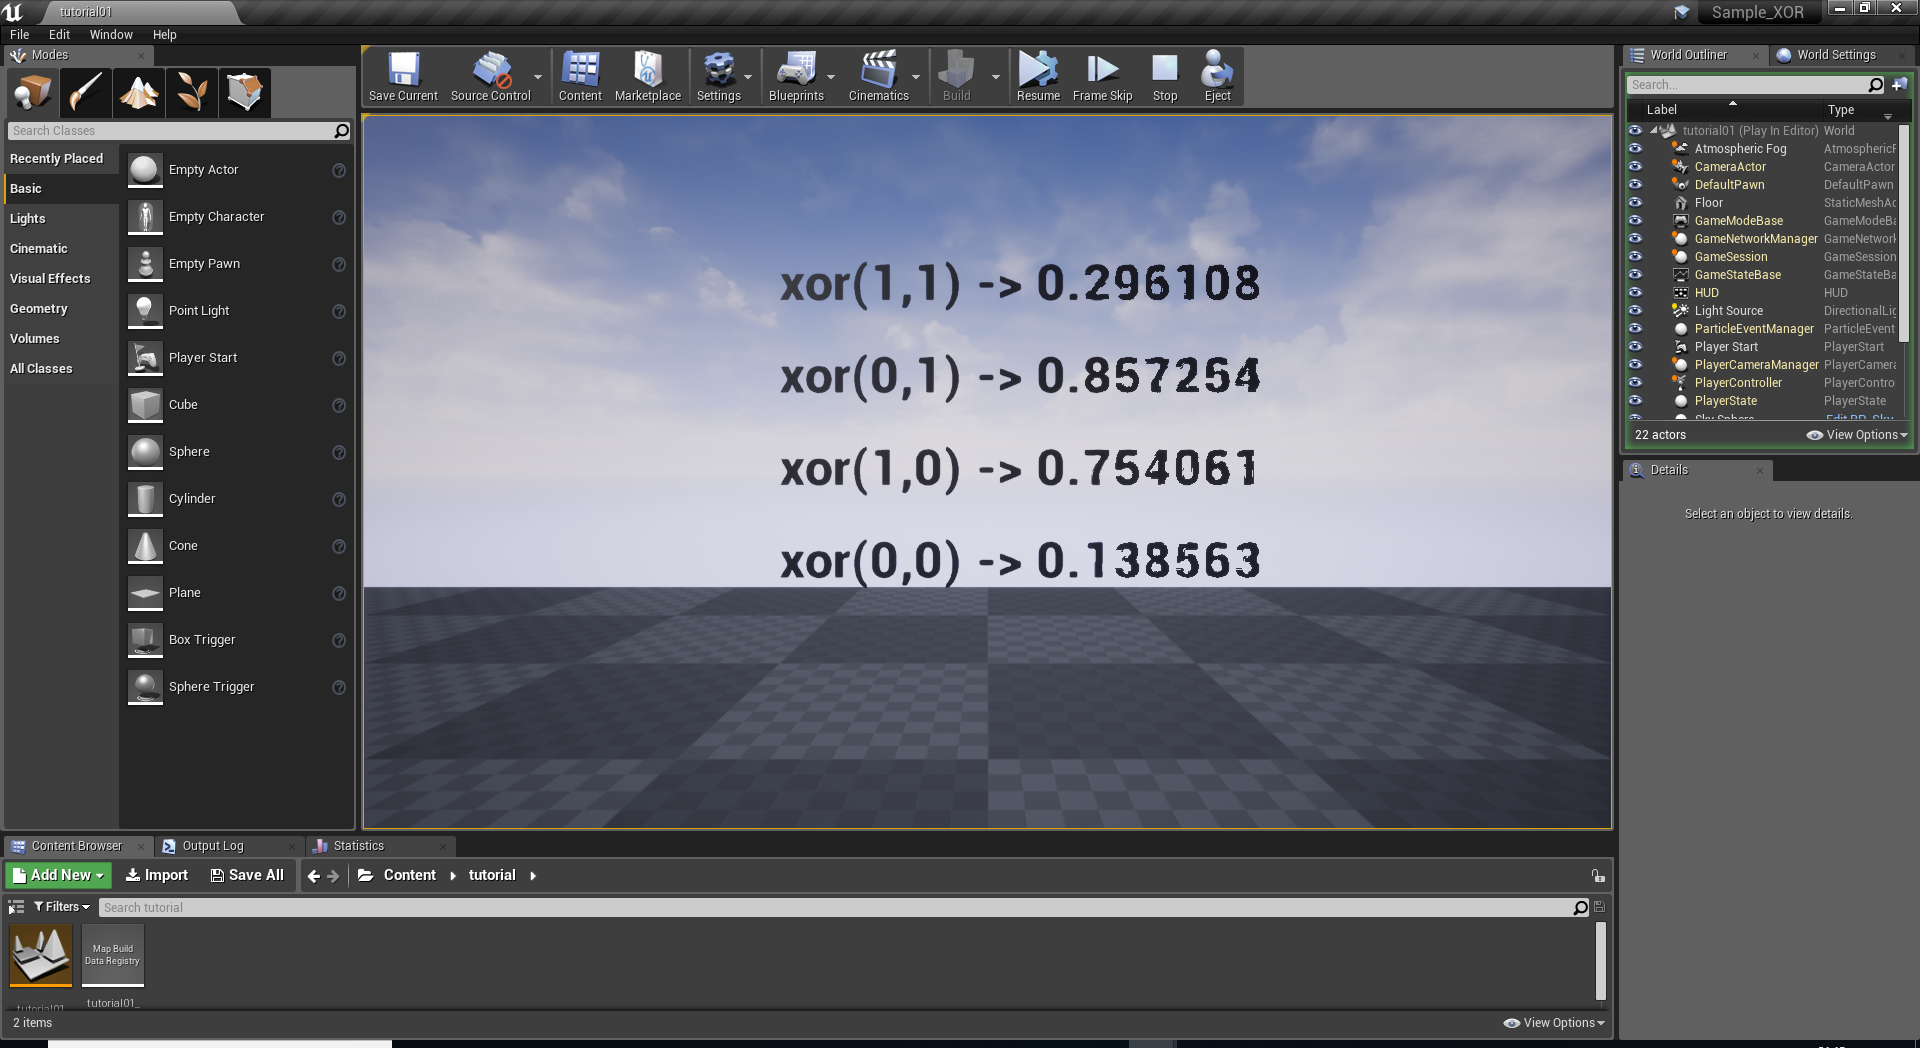 tutorial01
Sample_XOR
File Edit Window Help
Modes
Search Classes
Recently Placed
Basic
Lights
Cinematic
Visual Effects
Geometry
Volumes
All Classes
Empty Actor
Empty Character
Empty Pawn
Point Light
Player Start
Cube
Sphere
Cylinder
Cone
Plane
Box Trigger
Sphere Trigger
Save Current Source Control Content Marketplace Settings Blueprints Cinematics Build Resume Frame Skip Stop Eject
xor(1,1) -> 0.296108
xor(0,1) -> 0.857254
xor(1,0) -> 0.754061
xor(0,0) -> 0.138563
World Outliner World Settings
Search...
Label Type
tutorial01 (Play In Editor) World
Atmospheric Fog AtmosphericF
CameraActor CameraActor
DefaultPawn DefaultPawn
Floor StaticMeshAc
GameModeBase GameModeBa
GameNetworkManager GameNetwork
GameSession GameSession
GameStateBase GameStateBa
HUD HUD
Light Source DirectionalLig
ParticleEventManager ParticleEvent
Player Start PlayerStart
PlayerCameraManager PlayerCamera
PlayerController PlayerContro
PlayerState PlayerState
Sky Sphere Edit BP_Sky
22 actors View Options
Details
Select an object to view details.
Content Browser Output Log Statistics
Add New Import Save All Content tutorial
Filters Search tutorial
Map Build
Data Registry
tutorial01 tutorial01_
2 items View Options